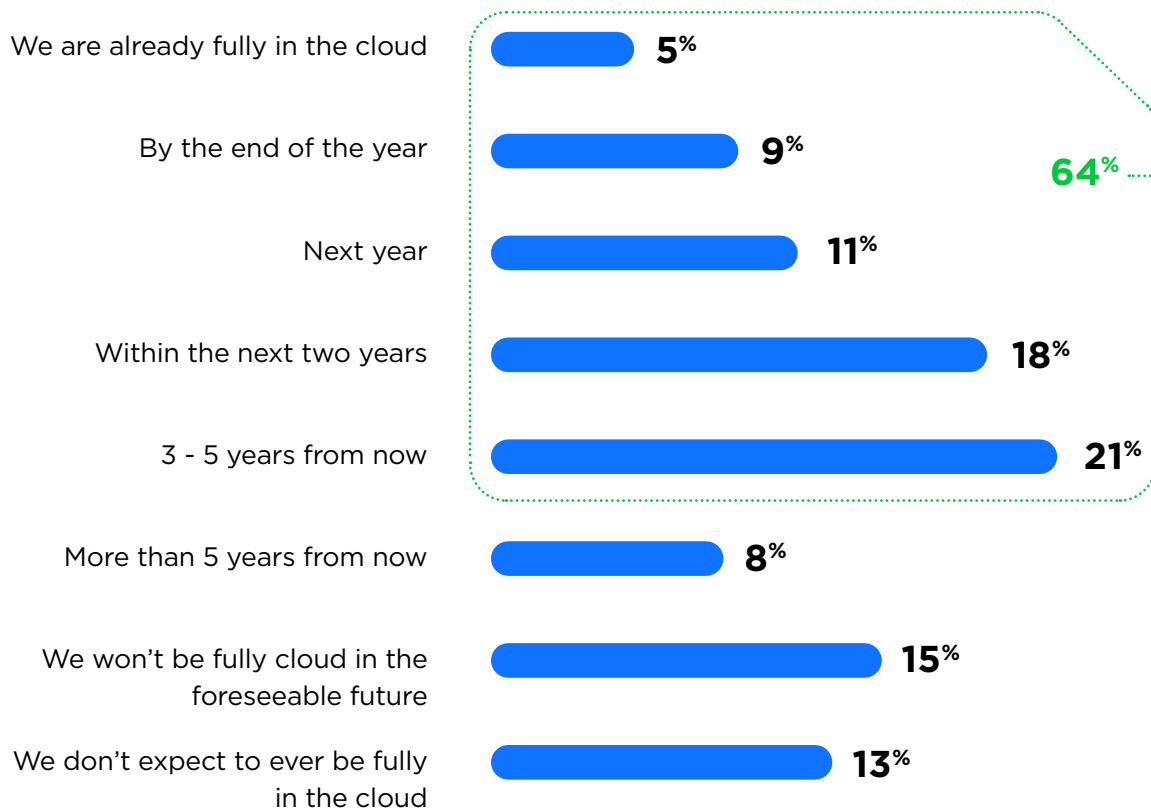 We are already fully in the cloud 5%
By the end of the year 9%
64%
Next year 11%
Within the next two years 18%
3 - 5 years from now 21%
More than 5 years from now 8%
We won’t be fully cloud in the 15%
foreseeable future
We don’t expect to ever be fully 13%
in the cloud